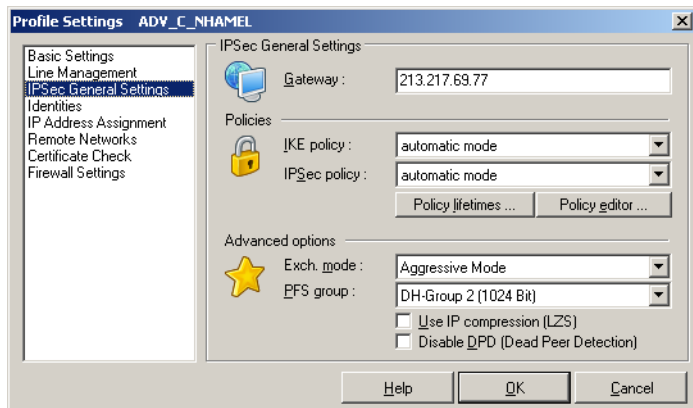 Profile Settings ADV_C_NHAMEL
Basic Settings
Line Management
IPSec General Settings
Identities
IP Address Assignment
Remote Networks
Certificate Check
Firewall Settings
IPSec General Settings
Gateway : 213.217.69.77
Policies
IKE policy : automatic mode
IPSec policy : automatic mode
Policy lifetimes ... Policy editor ...
Advanced options
Exch. mode : Aggressive Mode
PFS group : DH-Group 2 (1024 Bit)
Use IP compression (LZS)
Disable DPD (Dead Peer Detection)
Help OK Cancel